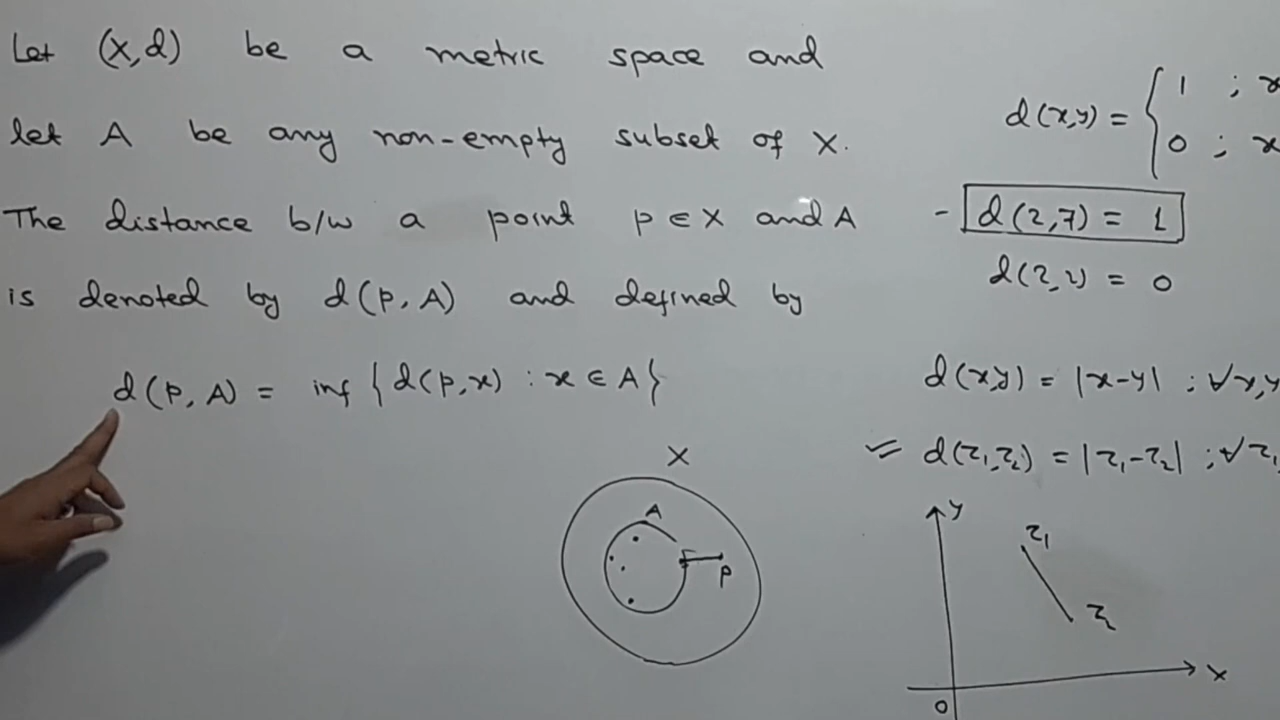 Let (X,d) be a metric space and
let A be any non-empty subset of X.
The distance b/w a point p ∈ X and A
is denoted by d(p, A) and defined by
d(p, A) = inf { d(p,x) : x ∈ A }
X
A
p
d(x,y) = { 1 ; x
0 ; x
- d(2,7) = 1
d(2,2) = 0
d(x,y) = |x-y| ; ∀x,y
= d(z₁,z₂) = |z₁-z₂| ; ∀z₁
y
z₁
z₂
x
0